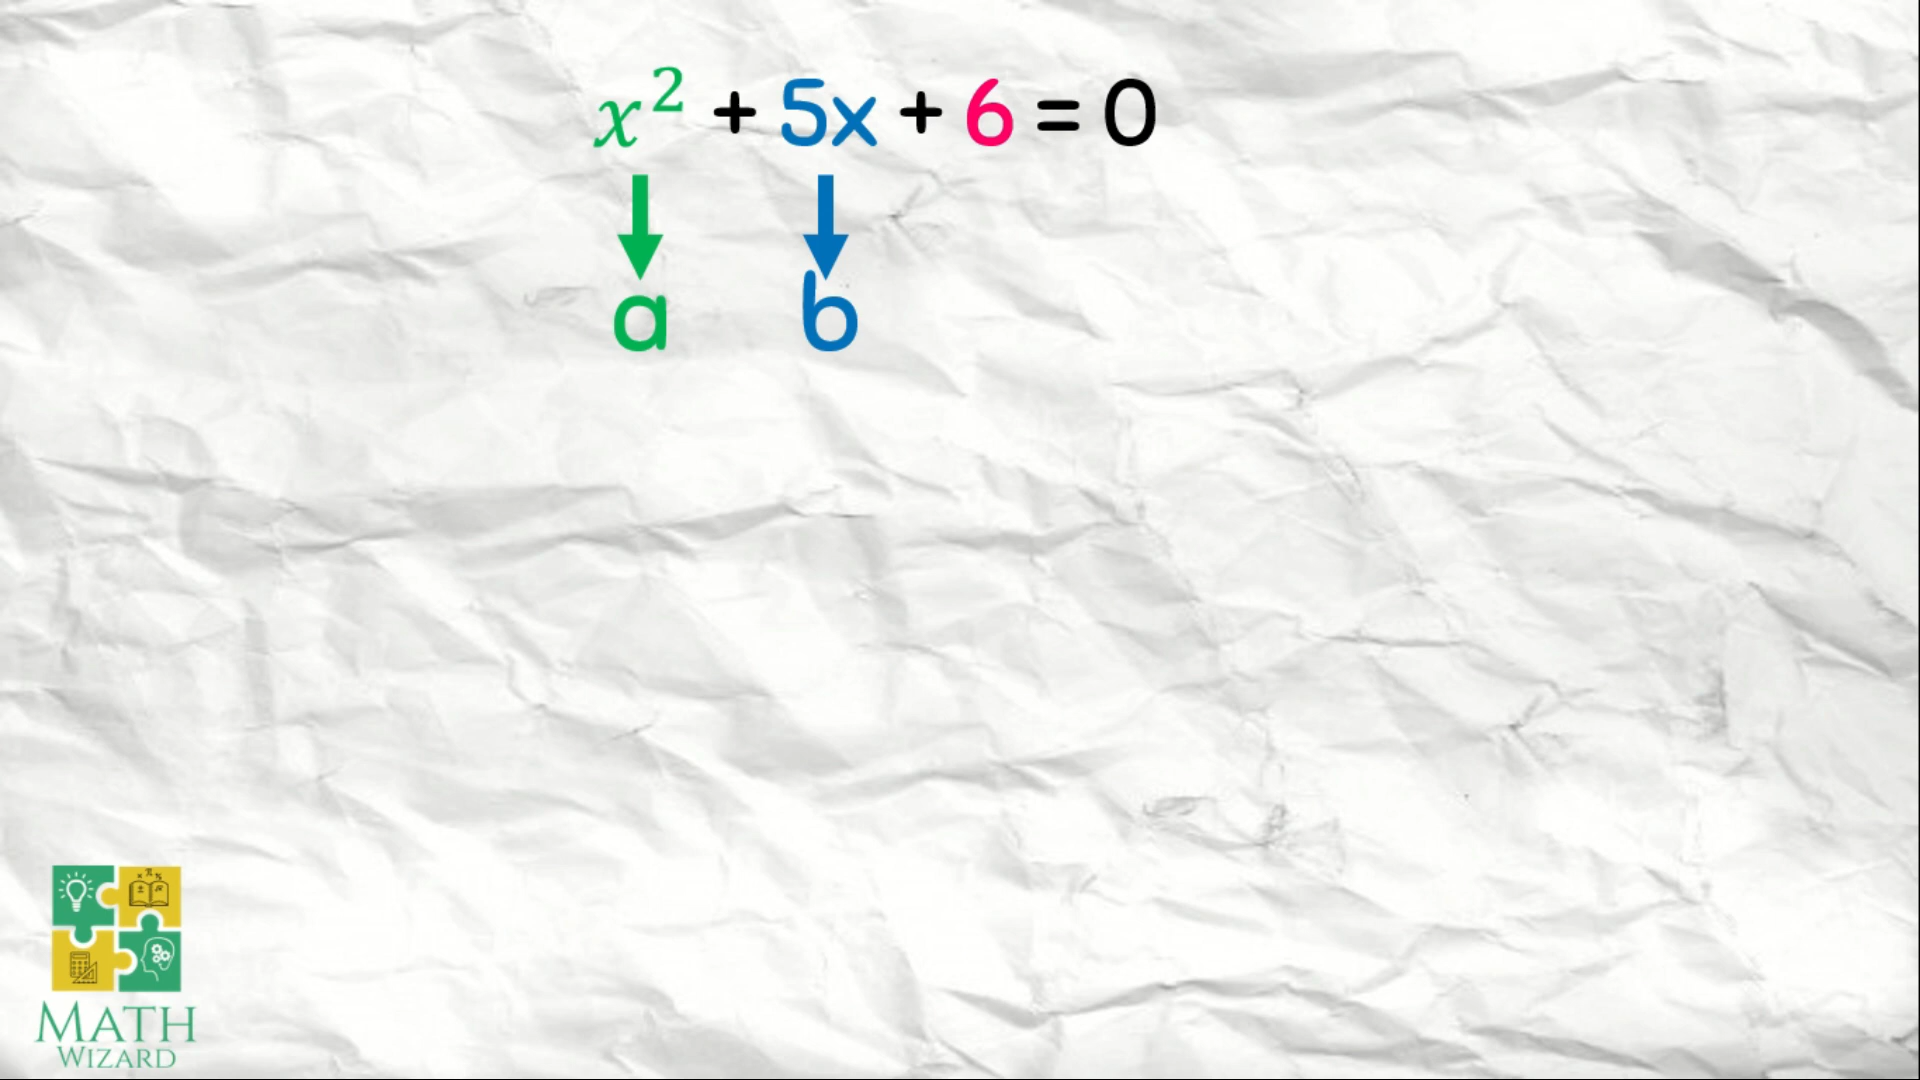 x² + 5x + 6 = 0
a b
MATH
WIZARD